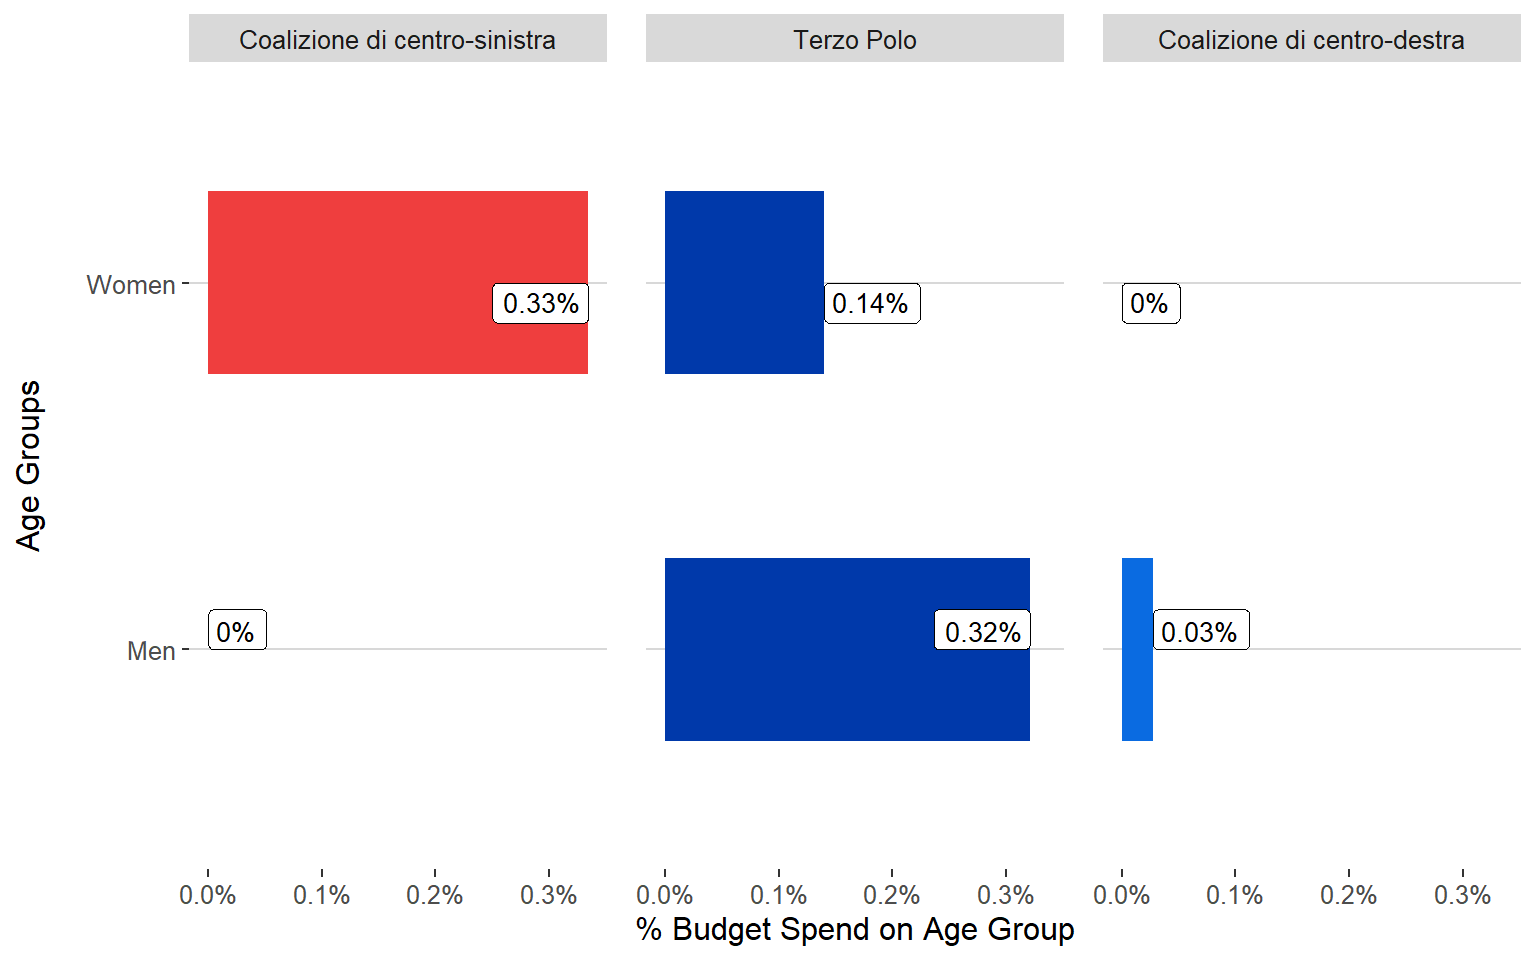 Coalizione di centro-sinistra
Terzo Polo
Coalizione di centro-destra
Age Groups
Women
0.33%
0.14%
0%
Men
0%
0.32%
0.03%
0.0% 0.1% 0.2% 0.3%
0.0% 0.1% 0.2% 0.3%
0.0% 0.1% 0.2% 0.3%
% Budget Spend on Age Group